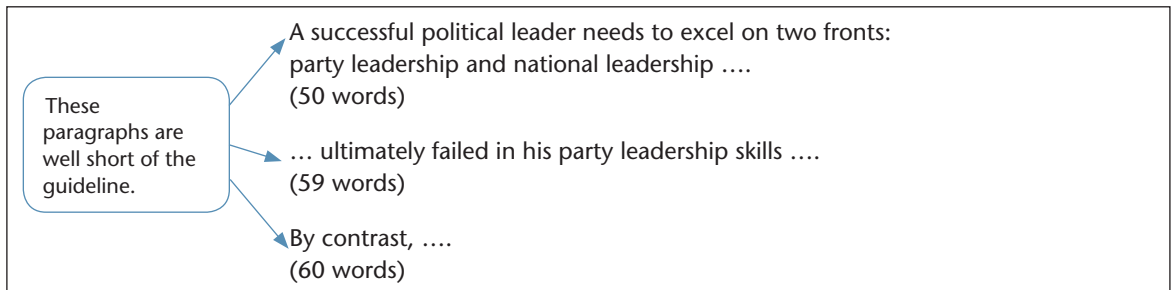 These
paragraphs are
well short of the
guideline.
A successful political leader needs to excel on two fronts:
party leadership and national leadership ….
(50 words)
… ultimately failed in his party leadership skills ….
(59 words)
By contrast, ….
(60 words)